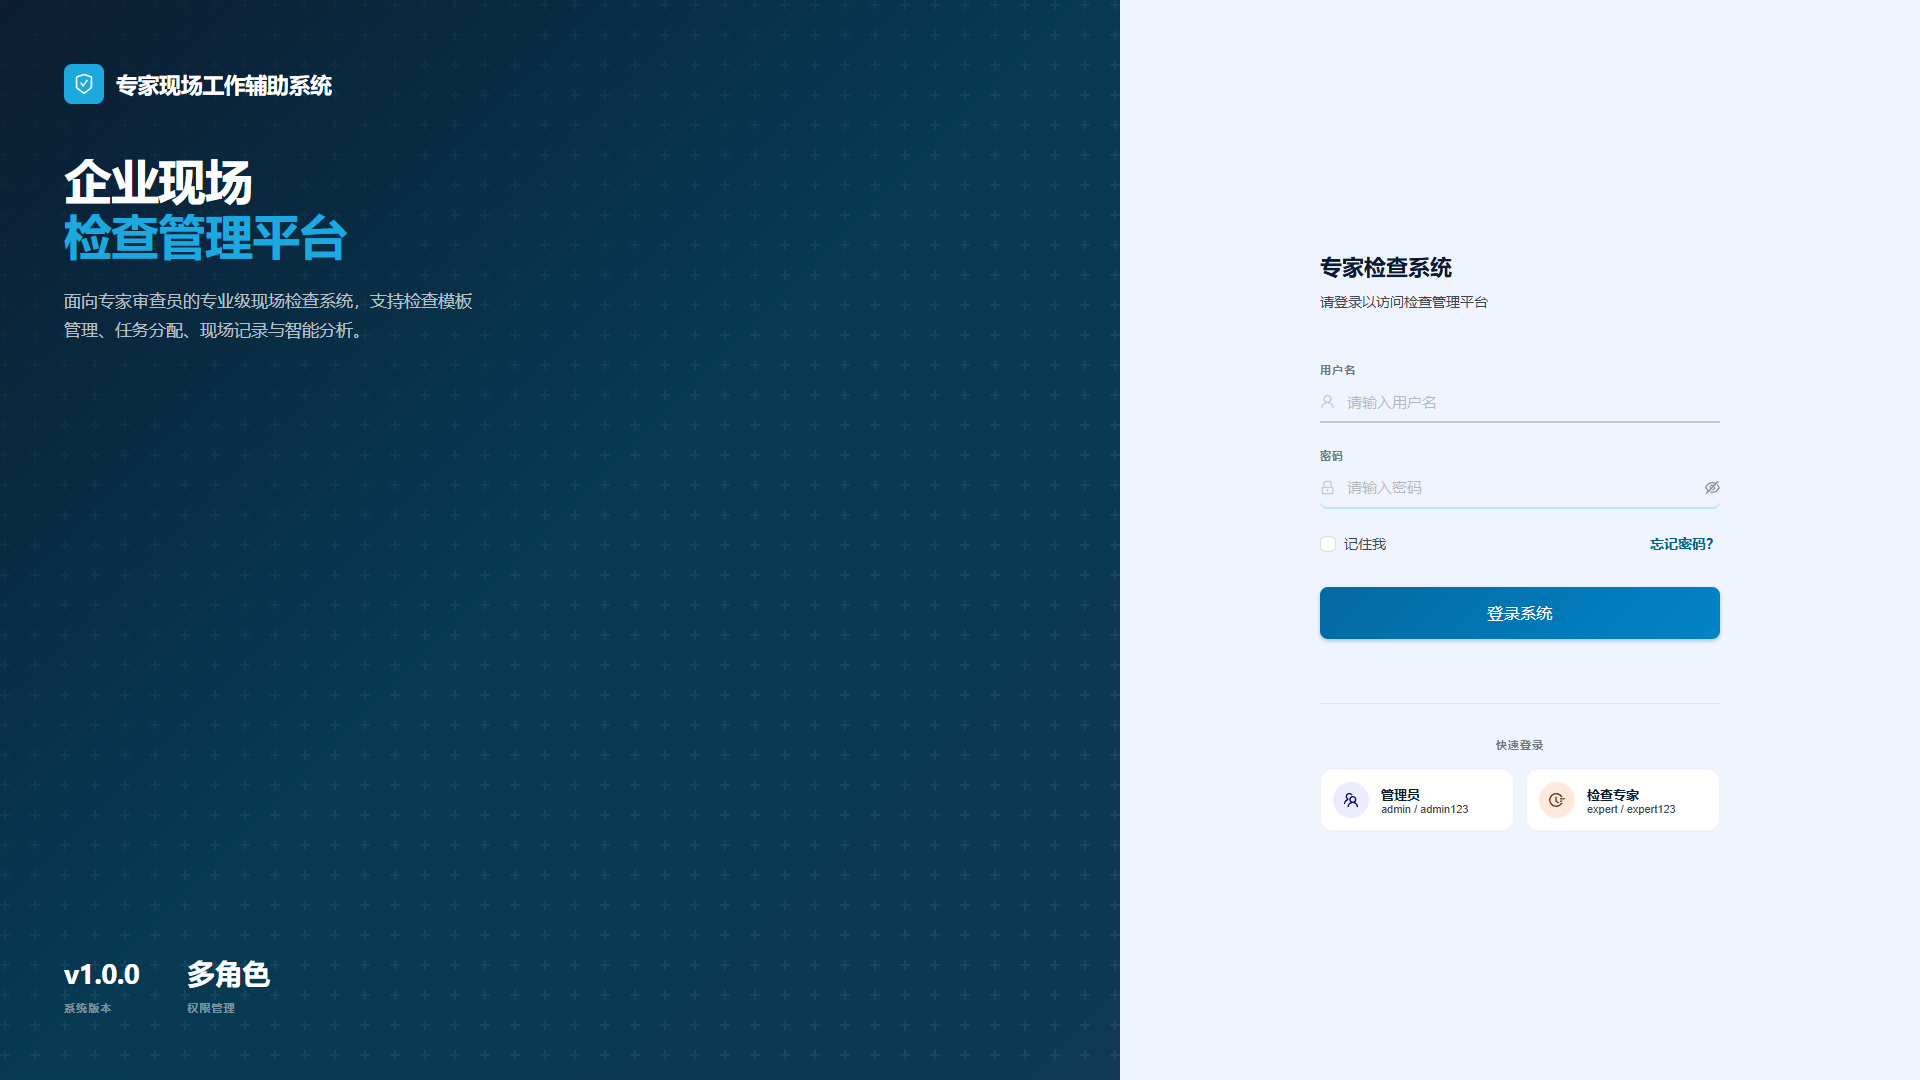 专家现场工作辅助系统
企业现场
检查管理平台
面向专家审查员的专业级现场检查系统，支持检查模板
管理、任务分配、现场记录与智能分析。
v1.0.0
系统版本
多角色
权限管理
专家检查系统
请登录以访问检查管理平台
用户名
请输入用户名
密码
请输入密码
记住我
忘记密码?
登录系统
快速登录
管理员
admin / admin123
检查专家
expert / expert123